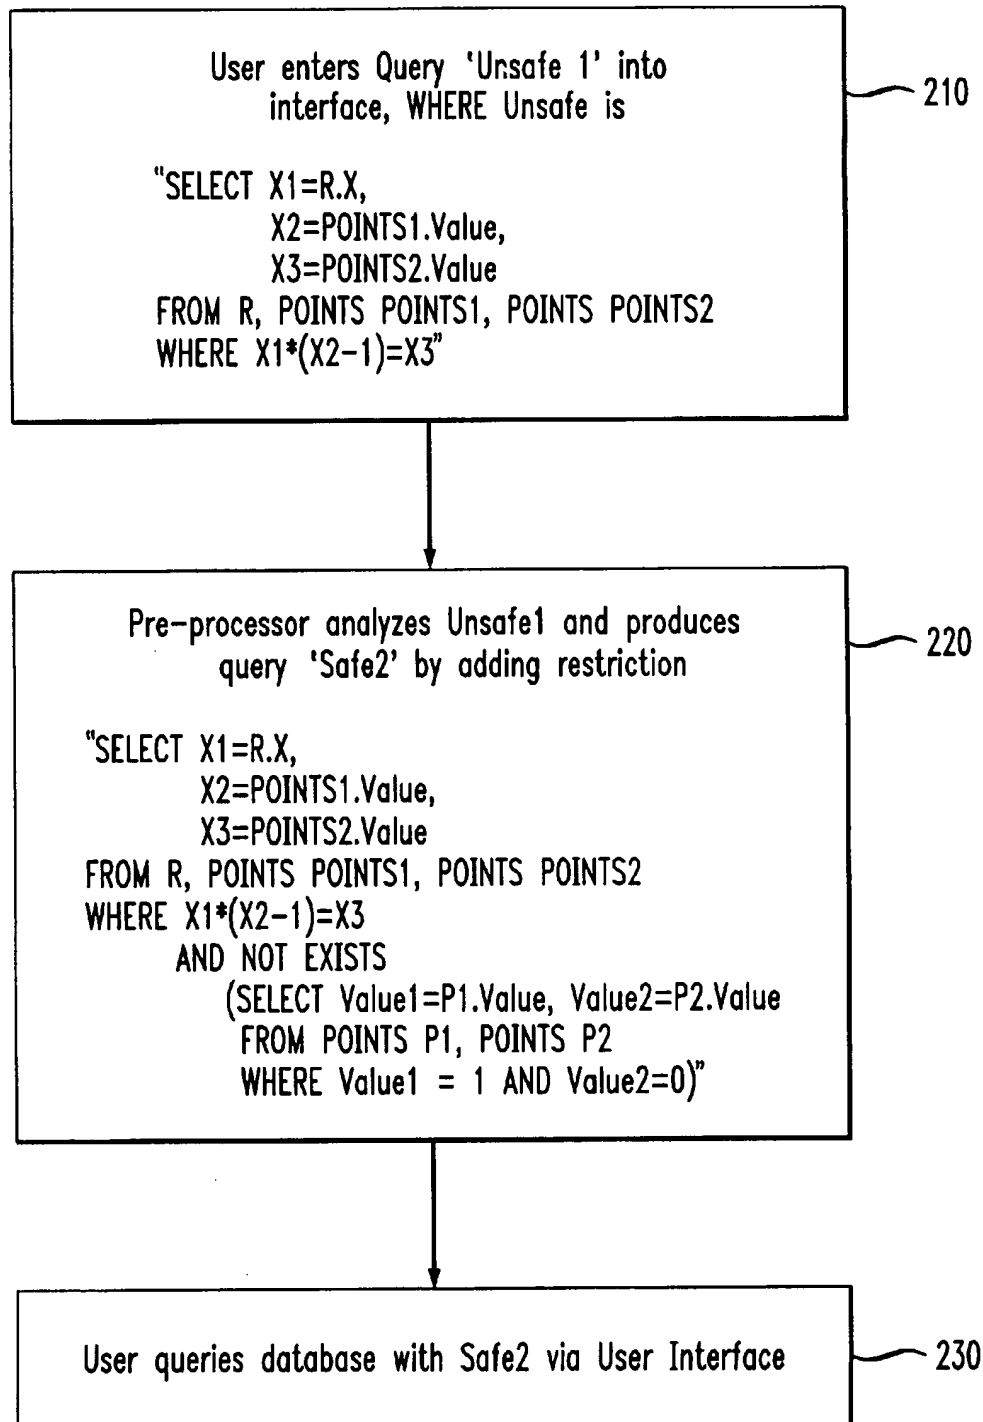 User enters Query 'Unsafe 1' into
interface, WHERE Unsafe is
210
"SELECT X1=R.X,
X2=POINTS1.Value,
X3=POINTS2.Value
FROM R, POINTS POINTS1, POINTS POINTS2
WHERE X1*(X2-1)=X3"
Pre-processor analyzes Unsafe1 and produces
query 'Safe2' by adding restriction
220
"SELECT X1=R.X,
X2=POINTS1.Value,
X3=POINTS2.Value
FROM R, POINTS POINTS1, POINTS POINTS2
WHERE X1*(X2-1)=X3
AND NOT EXISTS
(SELECT Value1=P1.Value, Value2=P2.Value
FROM POINTS P1, POINTS P2
WHERE Value1 = 1 AND Value2=0)"
User queries database with Safe2 via User Interface
230